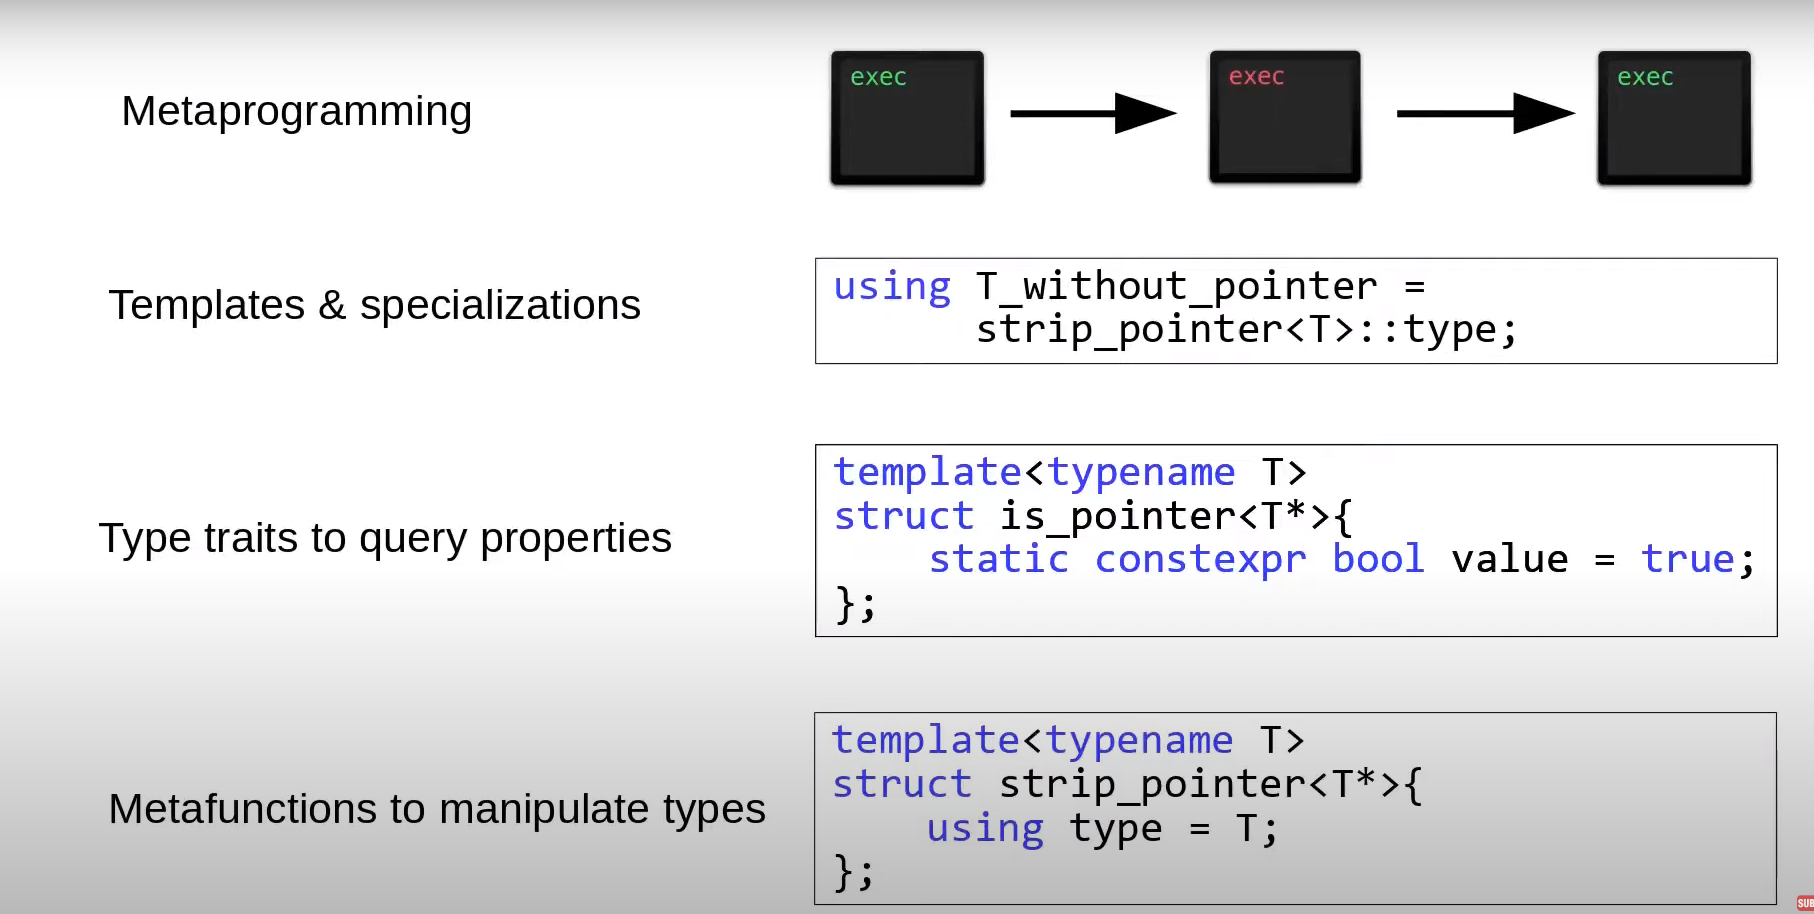 Metaprogramming
exec
exec
exec
Templates & specializations
using T_without_pointer =
strip_pointer<T>::type;
Type traits to query properties
template<typename T>
struct is_pointer<T*>{
static constexpr bool value = true;
};
Metafunctions to manipulate types
template<typename T>
struct strip_pointer<T*>{
using type = T;
};
SUB